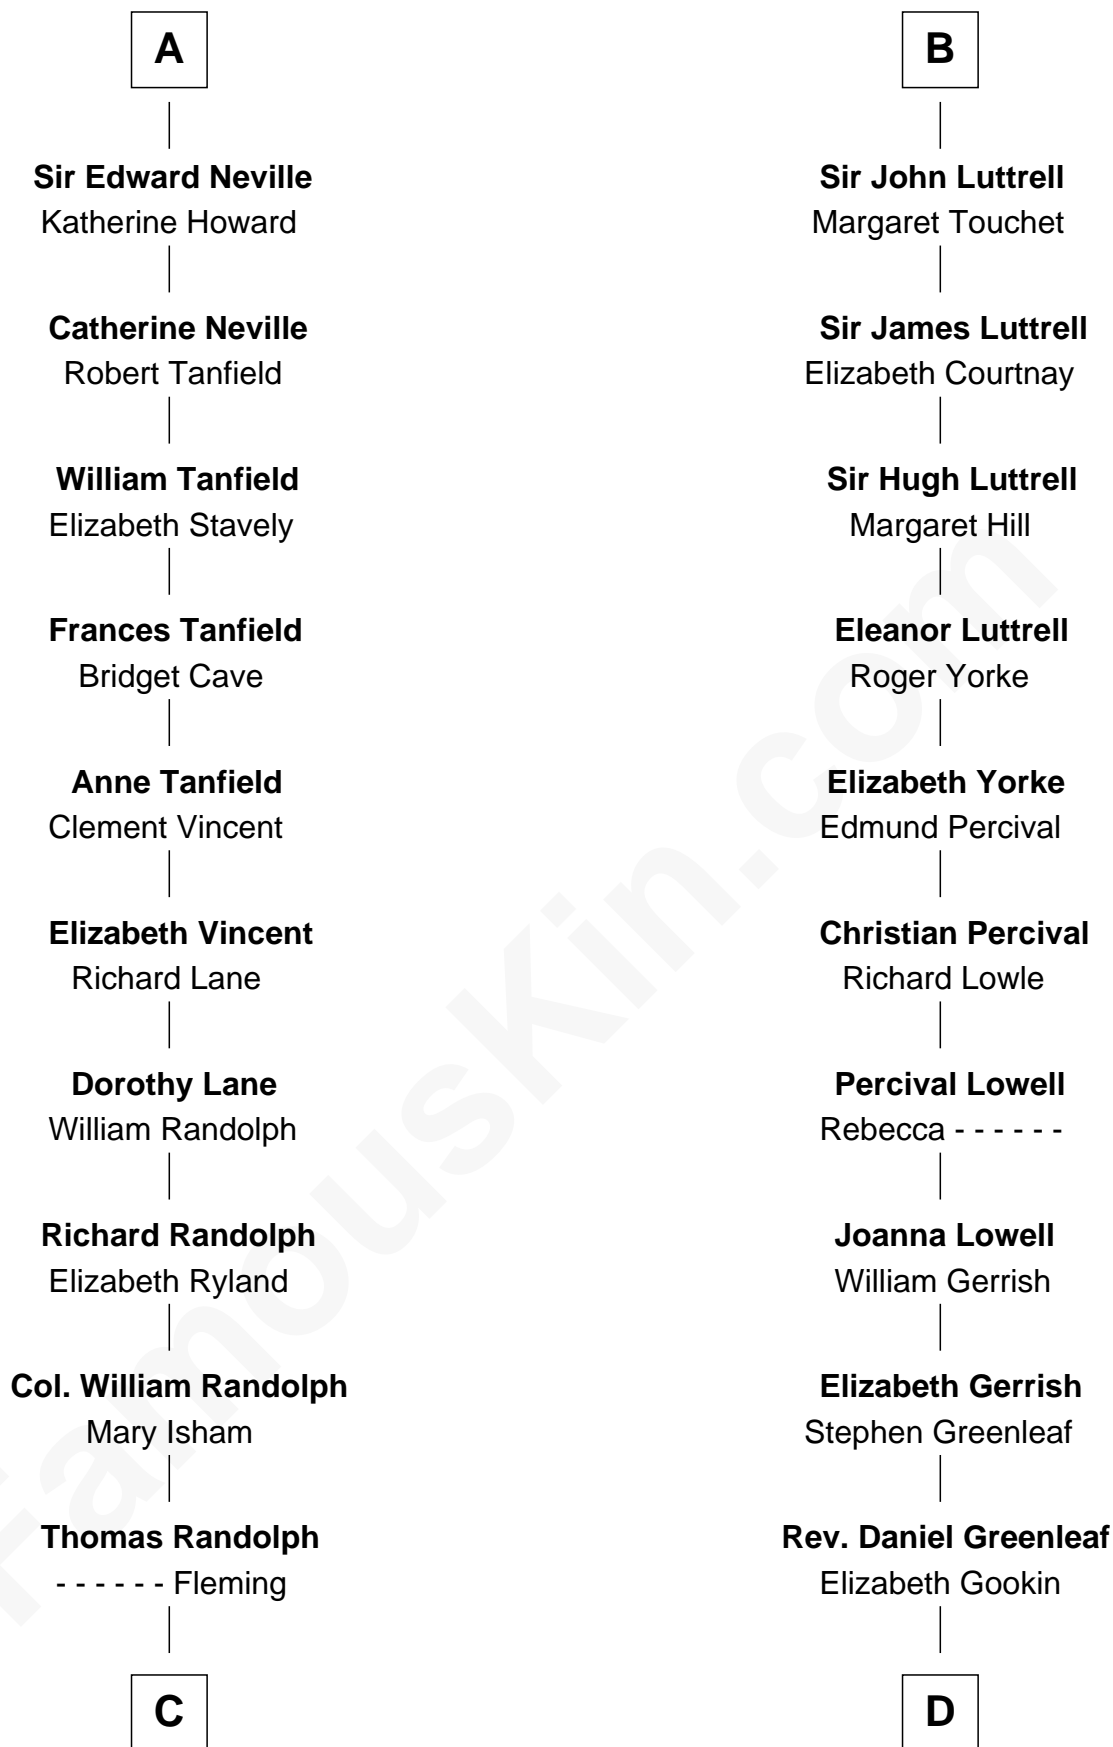 A
Sir Edward Neville
Katherine Howard
Catherine Neville
Robert Tanfield
William Tanfield
Elizabeth Stavely
Frances Tanfield
Bridget Cave
Anne Tanfield
Clement Vincent
Elizabeth Vincent
Richard Lane
Dorothy Lane
William Randolph
Richard Randolph
Elizabeth Ryland
Col. William Randolph
Mary Isham
Thomas Randolph
- - - - - - Fleming
C
B
Sir John Luttrell
Margaret Touchet
Sir James Luttrell
Elizabeth Courtnay
Sir Hugh Luttrell
Margaret Hill
Eleanor Luttrell
Roger Yorke
Elizabeth Yorke
Edmund Percival
Christian Percival
Richard Lowle
Percival Lowell
Rebecca - - - - - -
Joanna Lowell
William Gerrish
Elizabeth Gerrish
Stephen Greenleaf
Rev. Daniel Greenleaf
Elizabeth Gookin
D
FamousKin.com